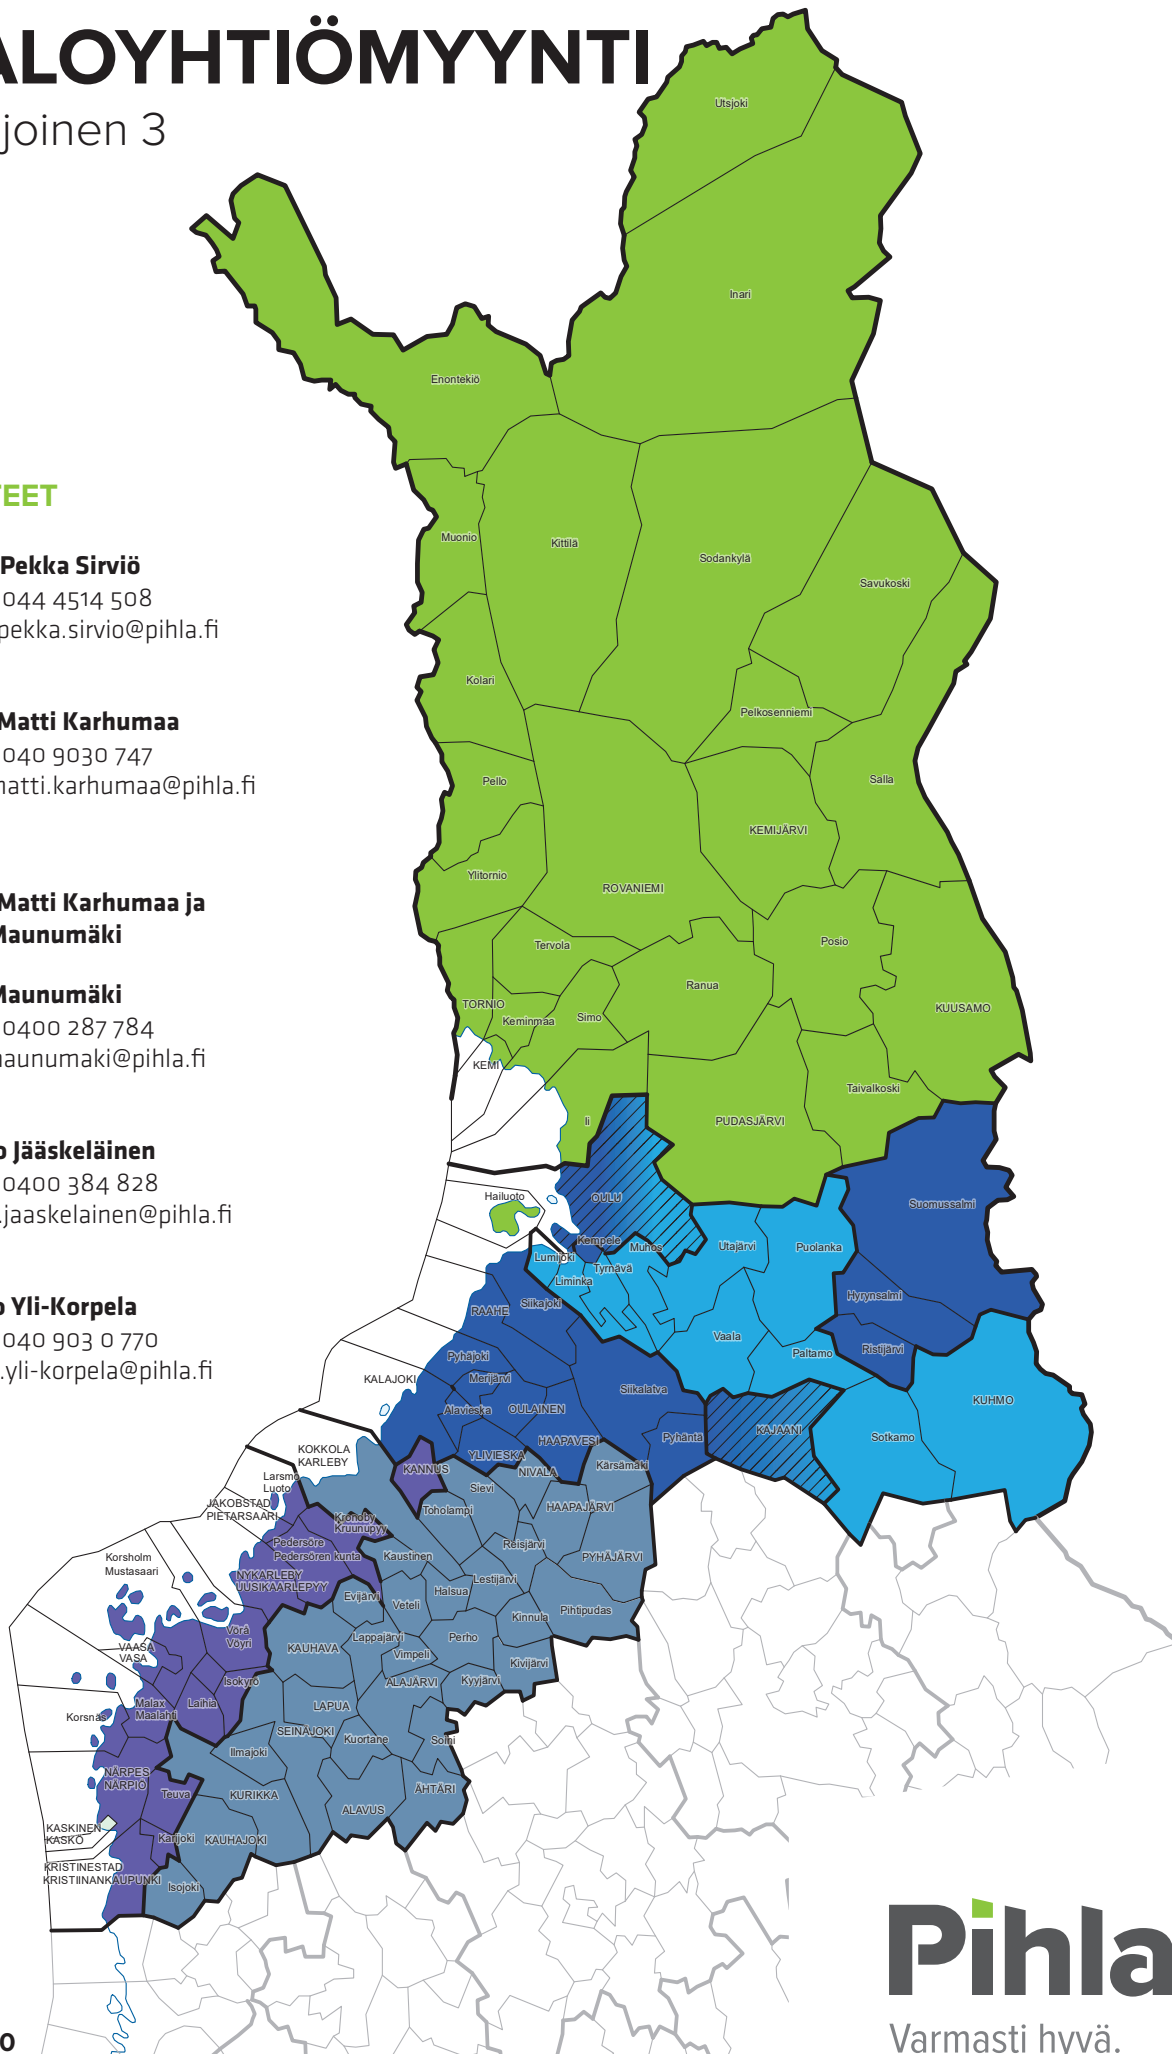 ALOYHTIÖMYYNTI
joinen 3
TEET
Pekka Sirviö
044 4514 508
pekka.sirvio@pihla.fi
Matti Karhumaa
040 9030 747
matti.karhumaa@pihla.fi
Matti Karhumaa ja
Maunumäki
Maunumäki
0400 287 784
maunumaki@pihla.fi
o Jääskeläinen
0400 384 828
.jaaskelainen@pihla.fi
o Yli-Korpela
040 903 0 770
.yli-korpela@pihla.fi
Utsjoki
Inari
Enontekiö
Muonio
Kittilä
Sodankylä
Savukoski
Kolari
Pelkosenniemi
Pello
Salla
KEMIJÄRVI
Ylitornio
ROVANIEMI
Tervola
Posio
Ranua
TORNIO
Keminmaa
Simo
KUUSAMO
KEMI
Taivalkoski
Ii
PUDASJÄRVI
Hailuoto
OULU
Suomussalmi
Kempele
Muhos
Utajärvi
Puolanka
Lumijoki
Tyrnävä
Liminka
Hyrynsalmi
Siikajoki
RAAHE
Vaala
Paltamo
Ristijärvi
Pyhäjoki
Merijärvi
KALAJOKI
Siikalatva
KUHMO
Alavieska
OULAINEN
KAJAANI
Sotkamo
HAAPAVESI
Pyhäntä
KOKKOLA
KARLEBY
YLIVIESKA
KANNUS
NIVALA
Kärsämäki
Larsmo
Luoto
Sievi
JAKOBSTAD
PIETARSAARI
Toholampi
HAAPAJÄRVI
Kronoby
Kruunupyy
Pedersöre
Pedersören kunta
Reisjärvi
Kaustinen
PYHÄJÄRVI
Korsholm
Mustasaari
NYKARLEBY
UUSIKAARLEPYY
Lestijärvi
Halsua
Evijärvi
Veteli
Kinnula
Pihtipudas
Vörå
Vöyri
Lappajärvi
Perho
VAASA
VASA
KAUHAVA
Vimpeli
Kivijärvi
Isokyrö
ALAJÄRVI
Kyyjärvi
Malax
Maalahti
Laihia
Korsnäs
LAPUA
SEINÄJOKI
Kuortane
Soini
Ilmajoki
NÄRPES
NÄRPIÖ
Teuva
KURIKKA
ÄHTÄRI
ALAVUS
KASKINEN
KASKÖ
Karijoki
KAUHAJOKI
KRISTINESTAD
KRISTIINANKAUPUNKI
Isojoki
Pihla
Varmasti hyvä.
0